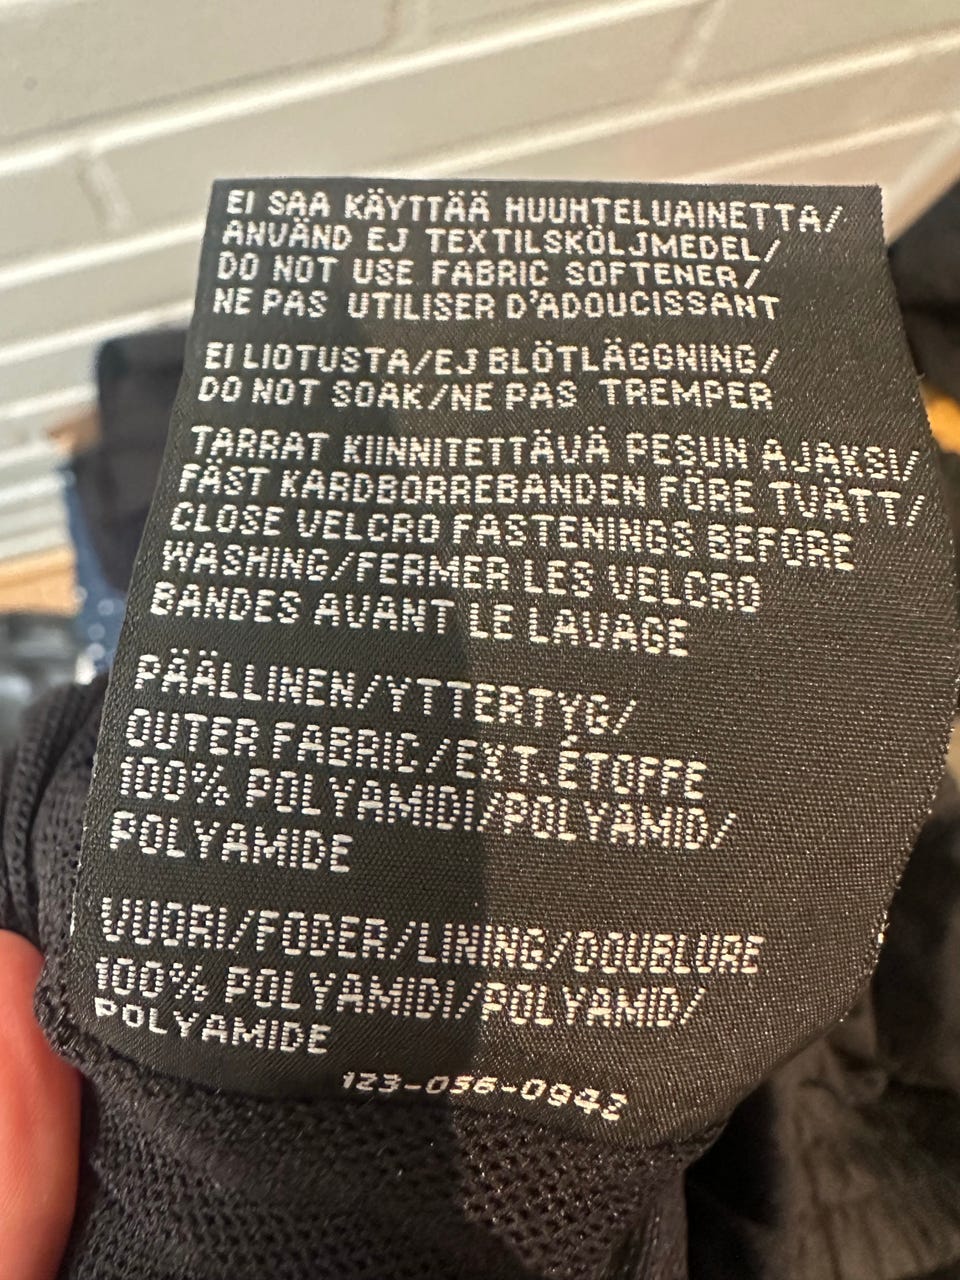 EI SAA KÄYTTÄÄ HUUHTELUAINETTA/
ANVÄND EJ TEXTILSKÖLJMEDEL/
DO NOT USE FABRIC SOFTENER/
NE PAS UTILISER D'ADOUCISSANT
EI LIOTUSTA/EJ BLÖTLÄGGNING/
DO NOT SOAK/NE PAS TREMPER
TARRAT KIINNITETTÄVÄ PESUN AJAKSI/
FÄST KARDBORREBANDEN FÖRE TVÄTT/
CLOSE VELCRO FASTENINGS BEFORE
WASHING/FERMER LES VELCRO
BANDES AVANT LE LAVAGE
PÄÄLLINEN/YTTERTYG/
OUTER FABRIC/EXT.ÉTOFFE
100% POLYAMIDI/POLYAMID/
POLYAMIDE
VUORI/FODER/LINING/DOUBLURE
100% POLYAMIDI/POLYAMID/
POLYAMIDE
123-056-0942